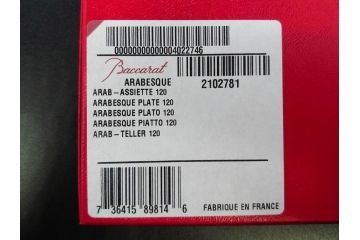 00000000000004022746
Baccarat
ARABESQUE 2102781
ARAB-ASSIETTE 120
ARABESQUE PLATE 120
ARABESQUE PLATO 120
ARABESQUE PIATTO 120
ARAB-TELLER 120
7 36415 89814 6
FABRIQUE EN FRANCE